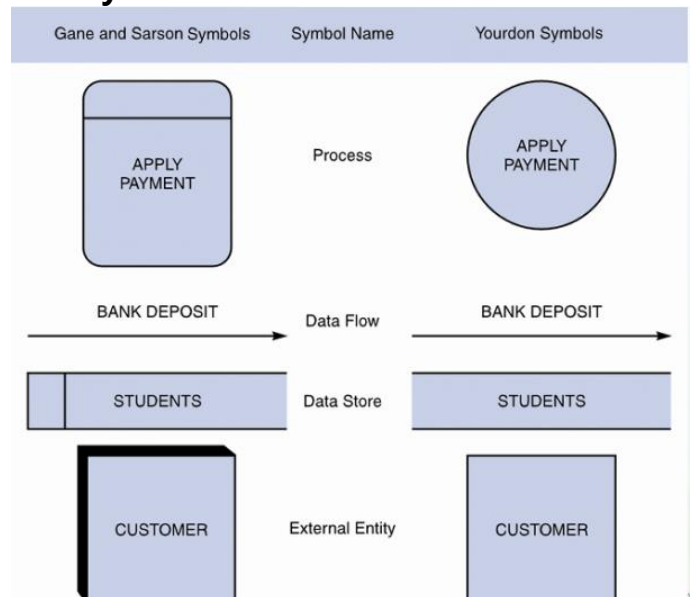 Gane and Sarson Symbols Symbol Name Yourdon Symbols
APPLY
PAYMENT
Process
APPLY
PAYMENT
BANK DEPOSIT
Data Flow
BANK DEPOSIT
STUDENTS
Data Store
STUDENTS
CUSTOMER
External Entity
CUSTOMER